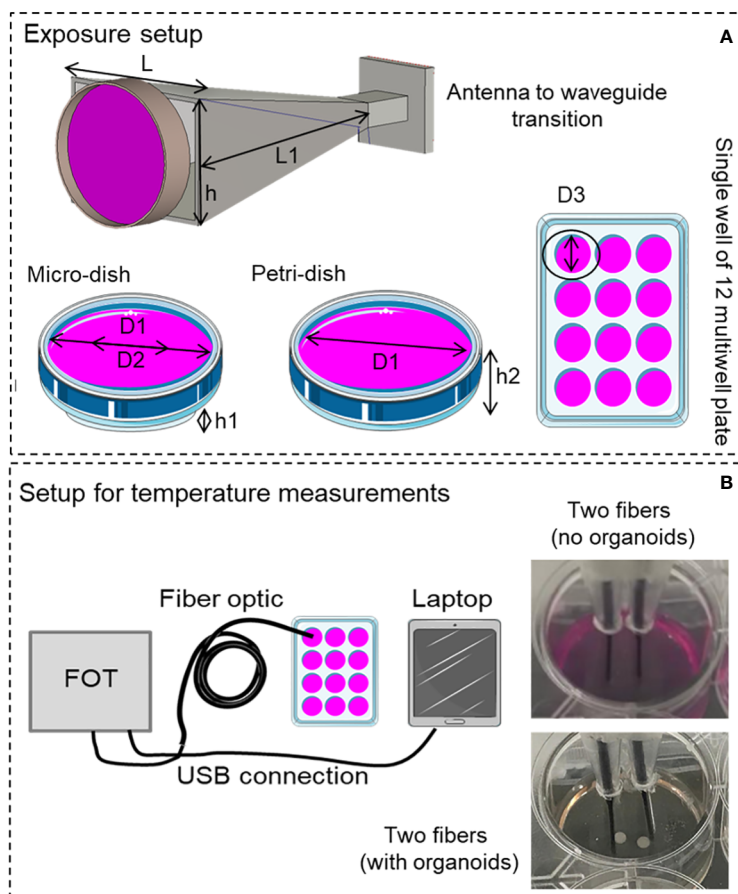 Exposure setup
A
L
Antenna to waveguide
transition
L1
h
D3
Single well of 12 multiwell plate
Micro-dish
Petri-dish
D1
D2
D1
h2
h1
B
Setup for temperature measurements
Two fibers
(no organoids)
Fiber optic
Laptop
FOT
USB connection
Two fibers
(with organoids)